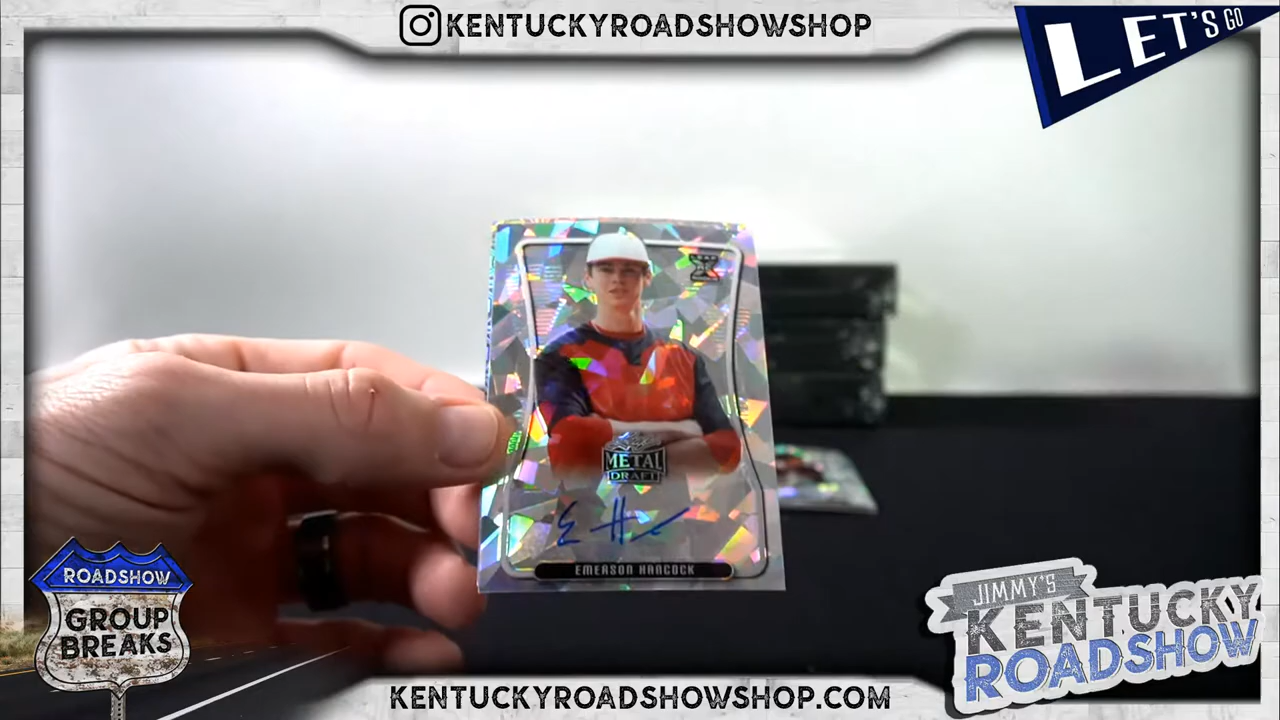 KENTUCKYROADSHOWSHOP
LET'S GO
METAL
DRAFT
E H
EMERSON HANCOCK
ROADSHOW
GROUP
BREAKS
JIMMY'S
KENTUCKY
ROADSHOW
KENTUCKYROADSHOWSHOP.COM